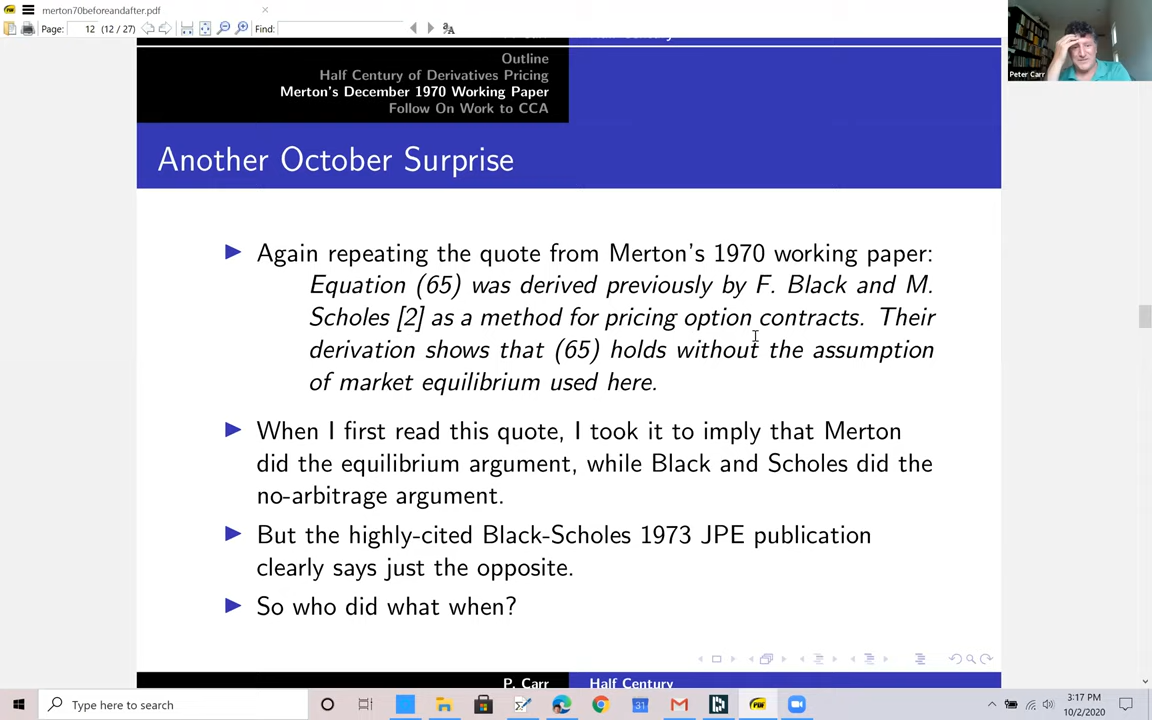 merton70beforeandafter.pdf
Page: 12 (12 / 27) Find:
Peter Carr
Outline
Half Century of Derivatives Pricing
Merton's December 1970 Working Paper
Follow On Work to CCA
Another October Surprise
Again repeating the quote from Merton's 1970 working paper:
Equation (65) was derived previously by F. Black and M.
Scholes [2] as a method for pricing option contracts. Their
derivation shows that (65) holds without the assumption
of market equilibrium used here.
When I first read this quote, I took it to imply that Merton
did the equilibrium argument, while Black and Scholes did the
no-arbitrage argument.
But the highly-cited Black-Scholes 1973 JPE publication
clearly says just the opposite.
So who did what when?
P. Carr Half Century
Type here to search
31
3:17 PM
10/2/2020